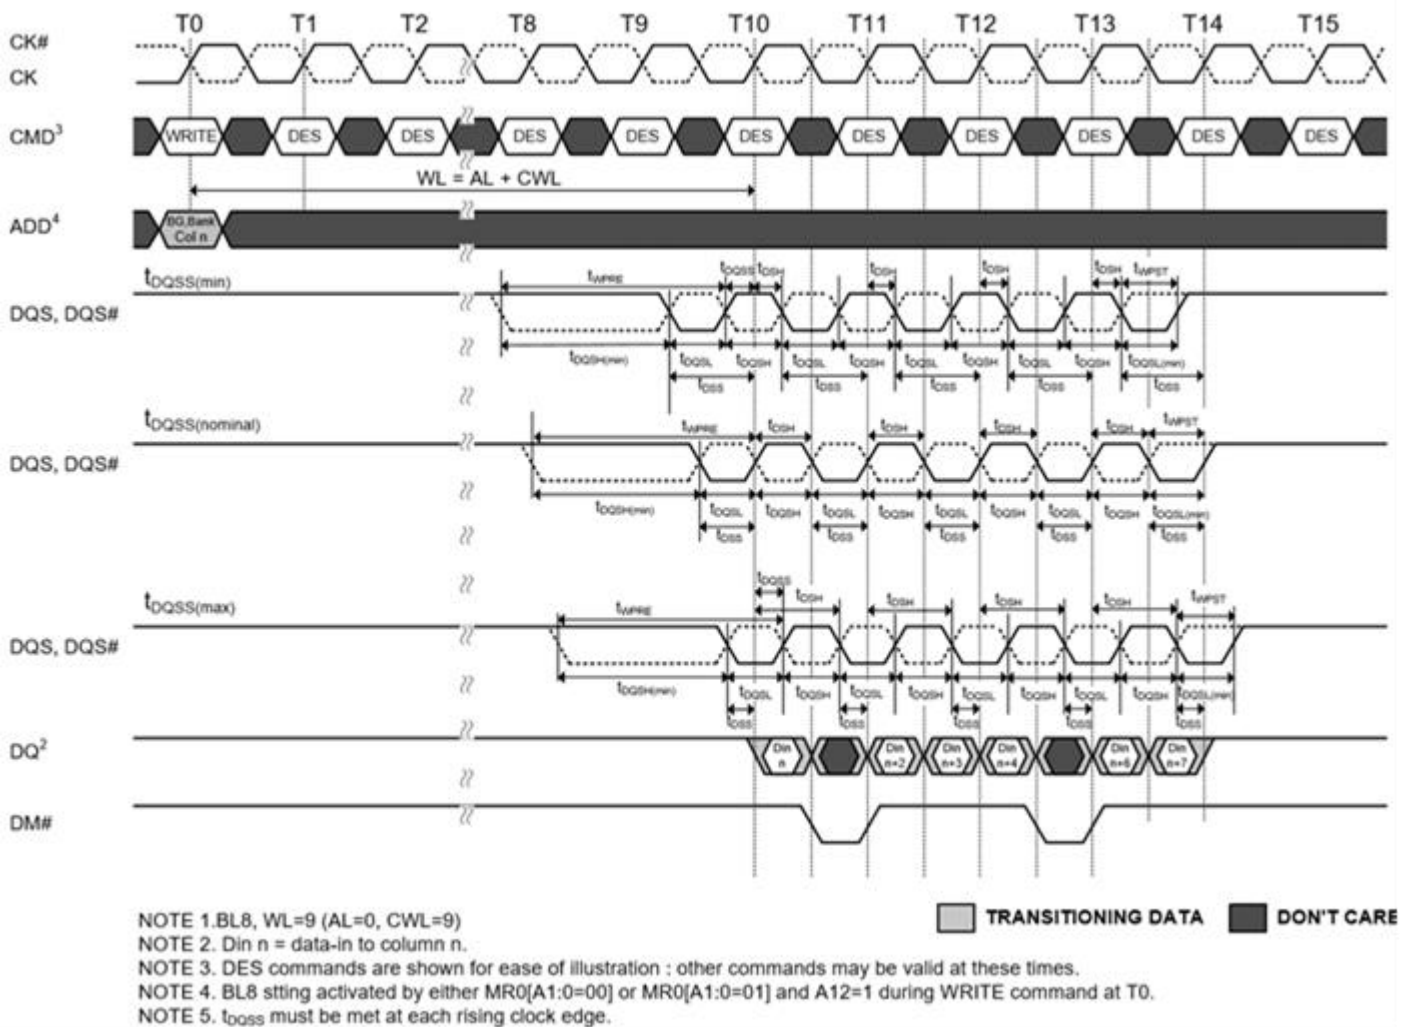 T0 T1 T2 T8 T9 T10 T11 T12 T13 T14 T15
CK#
CK
CMD3 WRITE DES DES DES DES DES DES DES DES DES DES
WL = AL + CWL
ADD4 BG,Bank
Col n
tDQSS(min) tWPRE tDQSS tDSH tDSH tDSH tDSH tWPST
DQS, DQS#
tDQSH(min) tDQSL tDQSH tDQSL tDQSH tDQSL tDQSH tDQSL tDQSH tDQSL(min)
tDSS tDSS tDSS tDSS tDSS
tDQSS(nominal) tWPRE tDSH tDSH tDSH tDSH tWPST
DQS, DQS#
tDQSH(min) tDQSL tDQSH tDQSL tDQSH tDQSL tDQSH tDQSL tDQSH tDQSL(min)
tDSS tDSS tDSS tDSS tDSS
tDQSS
tDQSS(max) tWPRE tDSH tDSH tDSH tDSH tWPST
DQS, DQS#
tDQSH(min) tDQSL tDQSH tDQSL tDQSH tDQSL tDQSH tDQSL tDQSH tDQSL(min)
tDSS tDSS tDSS tDSS tDSS
DQ2 Din Din Din Din Din Din
n n+2 n+3 n+4 n+6 n+7
DM#
TRANSITIONING DATA DON'T CARE
NOTE 1.BL8, WL=9 (AL=0, CWL=9)
NOTE 2. Din n = data-in to column n.
NOTE 3. DES commands are shown for ease of illustration : other commands may be valid at these times.
NOTE 4. BL8 stting activated by either MR0[A1:0=00] or MR0[A1:0=01] and A12=1 during WRITE command at T0.
NOTE 5. tDQSS must be met at each rising clock edge.